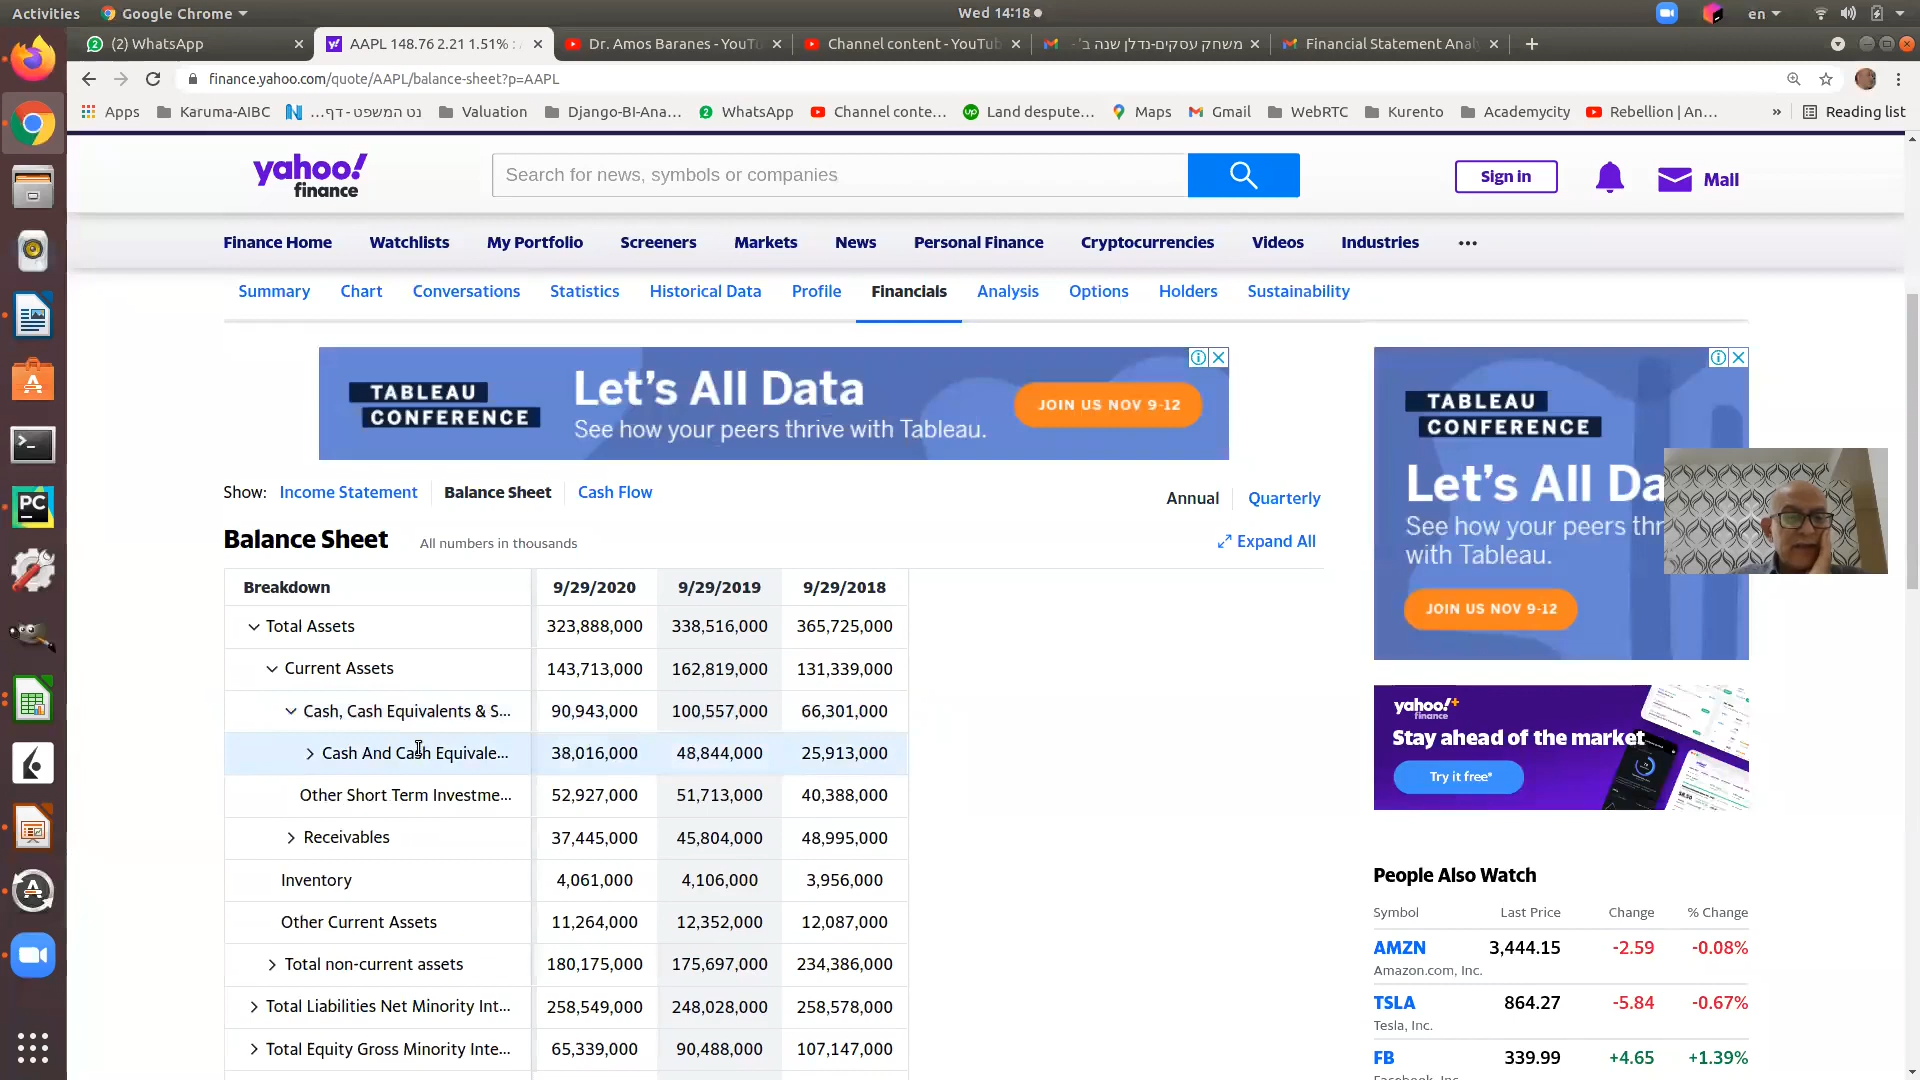 Activities Google Chrome Wed 14:18 en
(2) WhatsApp AAPL 148.76 2.21 1.51% : Dr. Amos Baranes - YouTu Channel content - YouTub משחק עסקים-נדלן שנה ב' - Financial Statement Anal
finance.yahoo.com/quote/AAPL/balance-sheet?p=AAPL
Apps Karuma-AIBC נט המשפט - דף... Valuation Django-BI-Ana... WhatsApp Channel conte... Land despute... Maps Gmail WebRTC Kurento Academycity Rebellion | An... » Reading list
yahoo! finance Search for news, symbols or companies Sign in Mail
Finance Home Watchlists My Portfolio Screeners Markets News Personal Finance Cryptocurrencies Videos Industries ...
Summary Chart Conversations Statistics Historical Data Profile Financials Analysis Options Holders Sustainability
TABLEAU CONFERENCE
Let's All Data
See how your peers thrive with Tableau.
JOIN US NOV 9-12
TABLEAU CONFERENCE
Let's All Da
See how your peers thr
with Tableau.
JOIN US NOV 9-12
Show: Income Statement Balance Sheet Cash Flow Annual Quarterly
Balance Sheet All numbers in thousands Expand All
Breakdown 9/29/2020 9/29/2019 9/29/2018
Total Assets 323,888,000 338,516,000 365,725,000
Current Assets 143,713,000 162,819,000 131,339,000
Cash, Cash Equivalents & S... 90,943,000 100,557,000 66,301,000
Cash And Cash Equivale... 38,016,000 48,844,000 25,913,000
Other Short Term Investme... 52,927,000 51,713,000 40,388,000
Receivables 37,445,000 45,804,000 48,995,000
Inventory 4,061,000 4,106,000 3,956,000
Other Current Assets 11,264,000 12,352,000 12,087,000
Total non-current assets 180,175,000 175,697,000 234,386,000
Total Liabilities Net Minority Int... 258,549,000 248,028,000 258,578,000
Total Equity Gross Minority Inte... 65,339,000 90,488,000 107,147,000
yahoo!+ finance
Stay ahead of the market
Try it free*
People Also Watch
Symbol Last Price Change % Change
AMZN 3,444.15 -2.59 -0.08%
Amazon.com, Inc.
TSLA 864.27 -5.84 -0.67%
Tesla, Inc.
FB 339.99 +4.65 +1.39%
Facebook, Inc.
PC